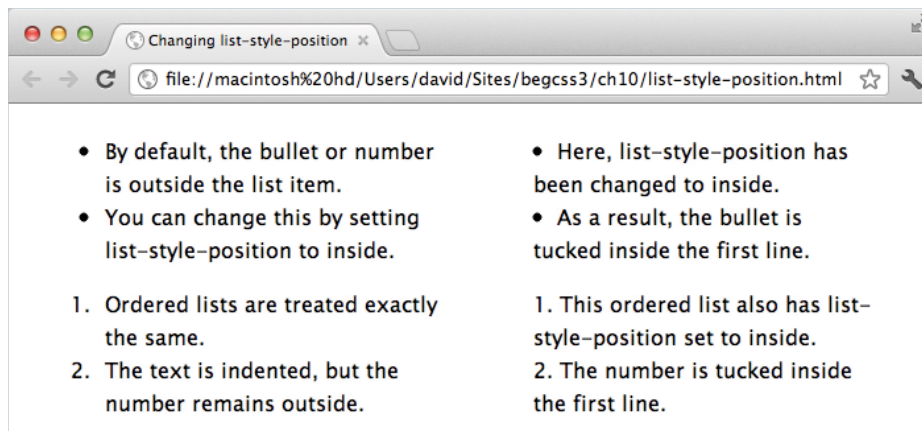 Changing list-style-position
file://macintosh%20hd/Users/david/Sites/begcss3/ch10/list-style-position.html
• By default, the bullet or number
is outside the list item.
• You can change this by setting
list-style-position to inside.
1. Ordered lists are treated exactly
the same.
2. The text is indented, but the
number remains outside.
• Here, list-style-position has
been changed to inside.
• As a result, the bullet is
tucked inside the first line.
1. This ordered list also has list-
style-position set to inside.
2. The number is tucked inside
the first line.